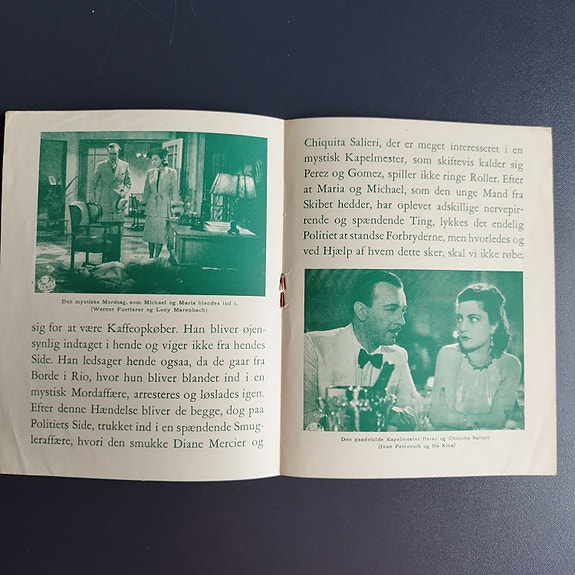 Den mystiske Mordsag, som Michael og Maria blandes ind i.
(Werner Fuetterer og Leny Marenbach)
sig for at være Kaffeopkøber. Han bliver øjen-
synlig indtaget i hende og viger ikke fra hendes
Side. Han ledsager hende ogsaa, da de gaar fra
Borde i Rio, hvor hun bliver blandet ind i en
mystisk Mordaffære, arresteres og løslades igen.
Efter denne Hændelse bliver de begge, dog paa
Politiets Side, trukket ind i en spændende Smug-
leraffære, hvori den smukke Diane Mercier og
Chiquita Salieri, der er meget interesseret i en
mystisk Kapelmester, som skiftevis kalder sig
Perez og Gomez, spiller ikke ringe Roller. Efter
at Maria og Michael, som den unge Mand fra
Skibet hedder, har oplevet adskillige nervepir-
rende og spændende Ting, lykkes der endelig
Politiet at standse Forbryderne, men hvorledes og
ved Hjælp af hvem dette sker, skal vi ikke røbe.
Den gaadefulde Kapelmester Perez og Chiquita Salieri
(Ivan Petrovich og Ita Rina)